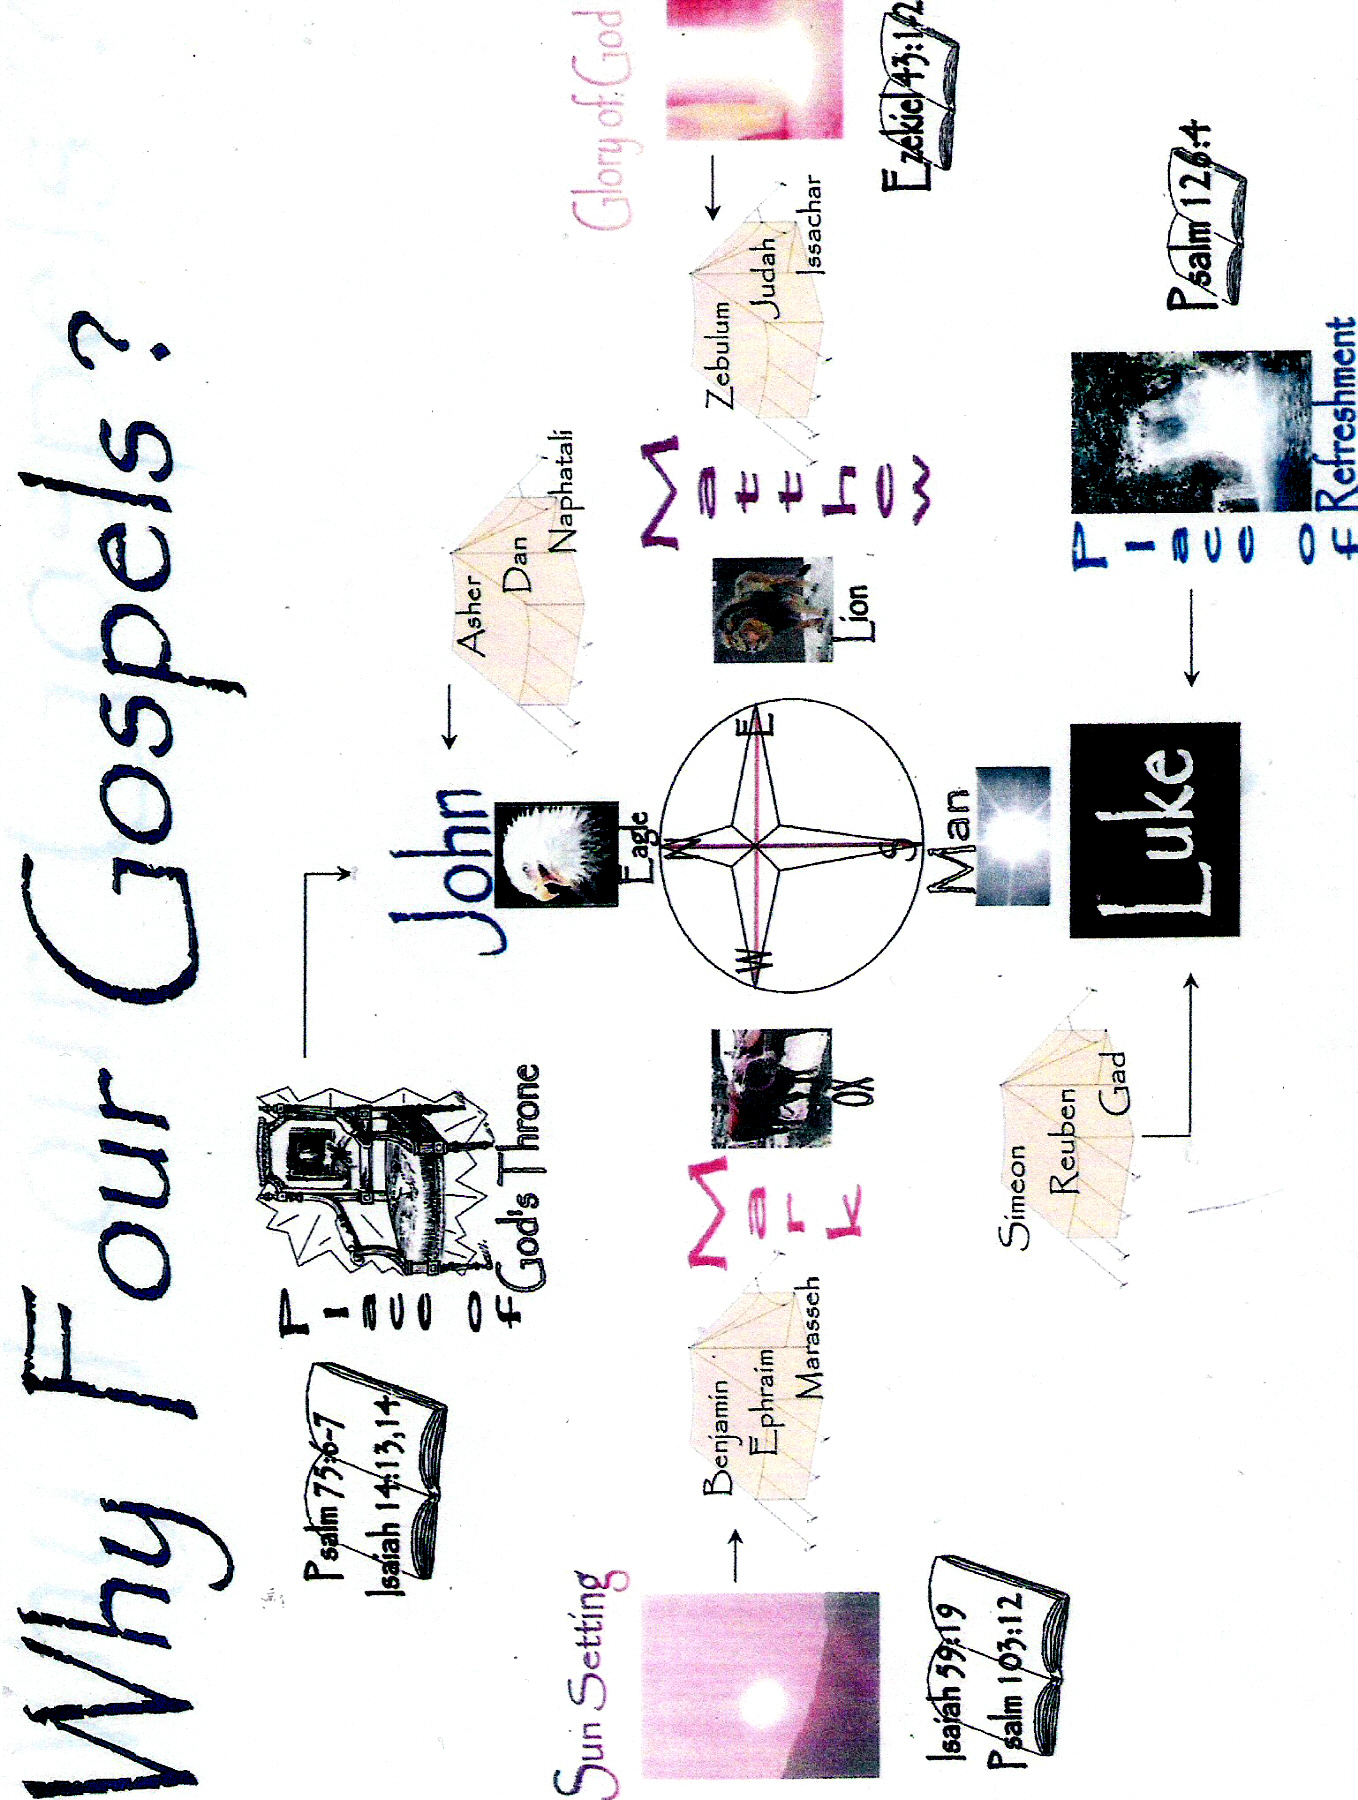 Why Four Gospels?
Psalm 75:6-7
Isaiah 14:13,14
Place of
God's Throne
John
Eagle
Asher
Dan
Naphatali
Sun Setting
Isaiah 59:19
Psalm 103:12
Benjamin
Ephraim
Marasseh
Mark
OX
N
W
E
S
Lion
Matthew
Zebulum
Judah
Issachar
Glory of God
Ezekiel 43:1-2
Man
Luke
Simeon
Reuben
Gad
Place of
Refreshment
Psalm 126:4